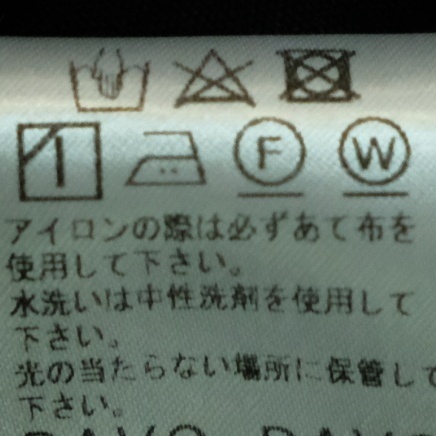 F W
アイロンの際は必ずあて布を
使用して下さい。
水洗いは中性洗剤を使用して
下さい。
光の当たらない場所に保管して
下さい。